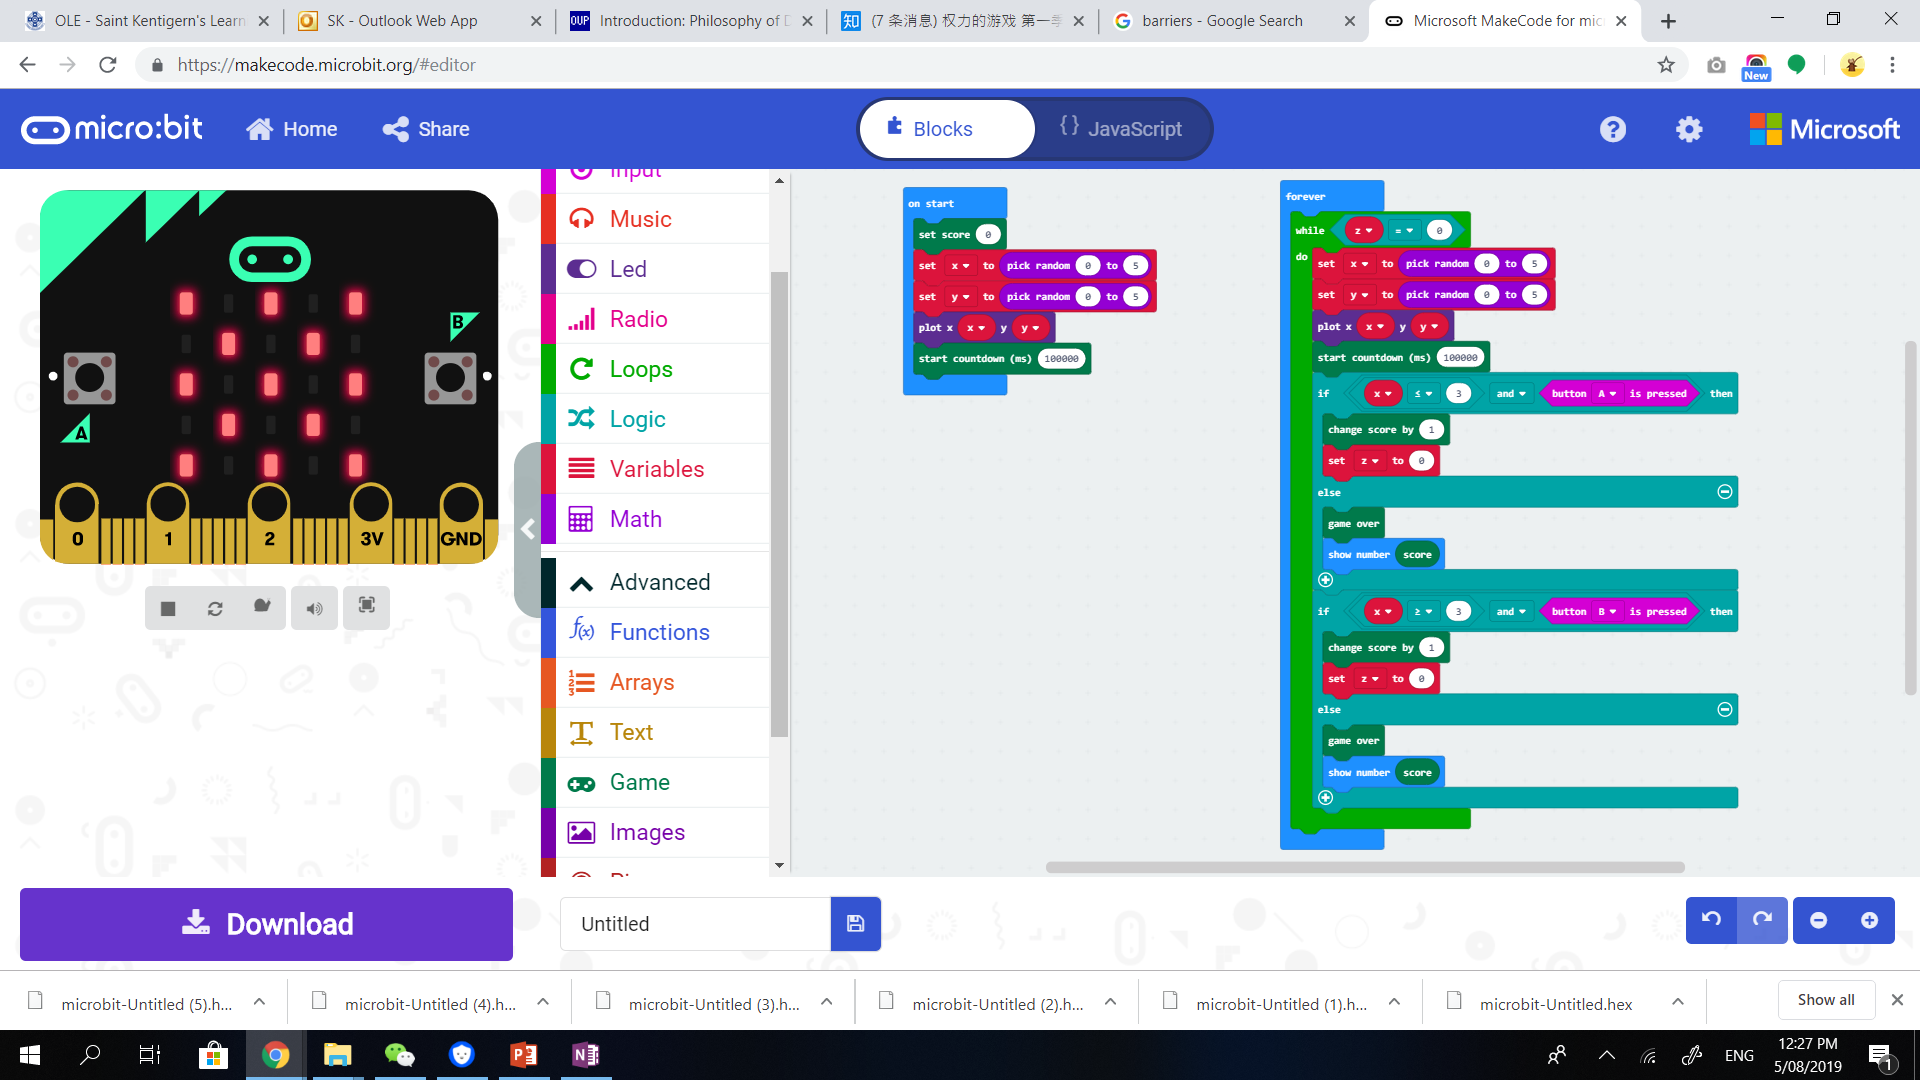 OLE - Saint Kentigern's Learn
SK - Outlook Web App
OUP
Introduction: Philosophy of D
知
(7 条消息) 权力的游戏 第一季
barriers - Google Search
Microsoft MakeCode for mic
https://makecode.microbit.org/#editor
New
micro:bit
Home
Share
Blocks
{} JavaScript
?
Microsoft
B
A
0
1
2
3V
GND
Input
Music
Led
Radio
Loops
Logic
Variables
Math
Advanced
f(x) Functions
Arrays
Text
Game
Images
on start
set score 0
set x to pick random 0 to 5
set y to pick random 0 to 5
plot x x y y
start countdown (ms) 100000
forever
while z = 0
do
set x to pick random 0 to 5
set y to pick random 0 to 5
plot x x y y
start countdown (ms) 100000
if x ≤ 3 and button A is pressed then
change score by 1
set z to 0
else
game over
show number score
if x ≥ 3 and button B is pressed then
change score by 1
set z to 0
else
game over
show number score
Download
Untitled
microbit-Untitled (5).h...
microbit-Untitled (4).h...
microbit-Untitled (3).h...
microbit-Untitled (2).h...
microbit-Untitled (1).h...
microbit-Untitled.hex
Show all
ENG
12:27 PM
5/08/2019
1